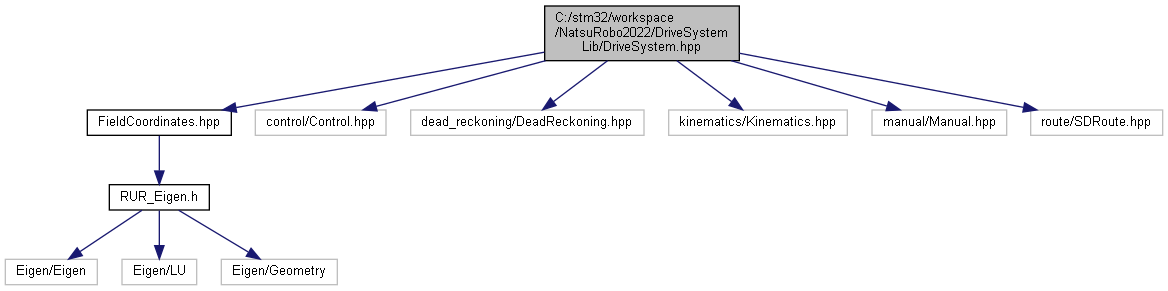 C:/stm32/workspace
/NatsuRobo2022/DriveSystem
Lib/DriveSystem.hpp
FieldCoordinates.hpp
control/Control.hpp
dead_reckoning/DeadReckoning.hpp
kinematics/Kinematics.hpp
manual/Manual.hpp
route/SDRoute.hpp
RUR_Eigen.h
Eigen/Eigen
Eigen/LU
Eigen/Geometry